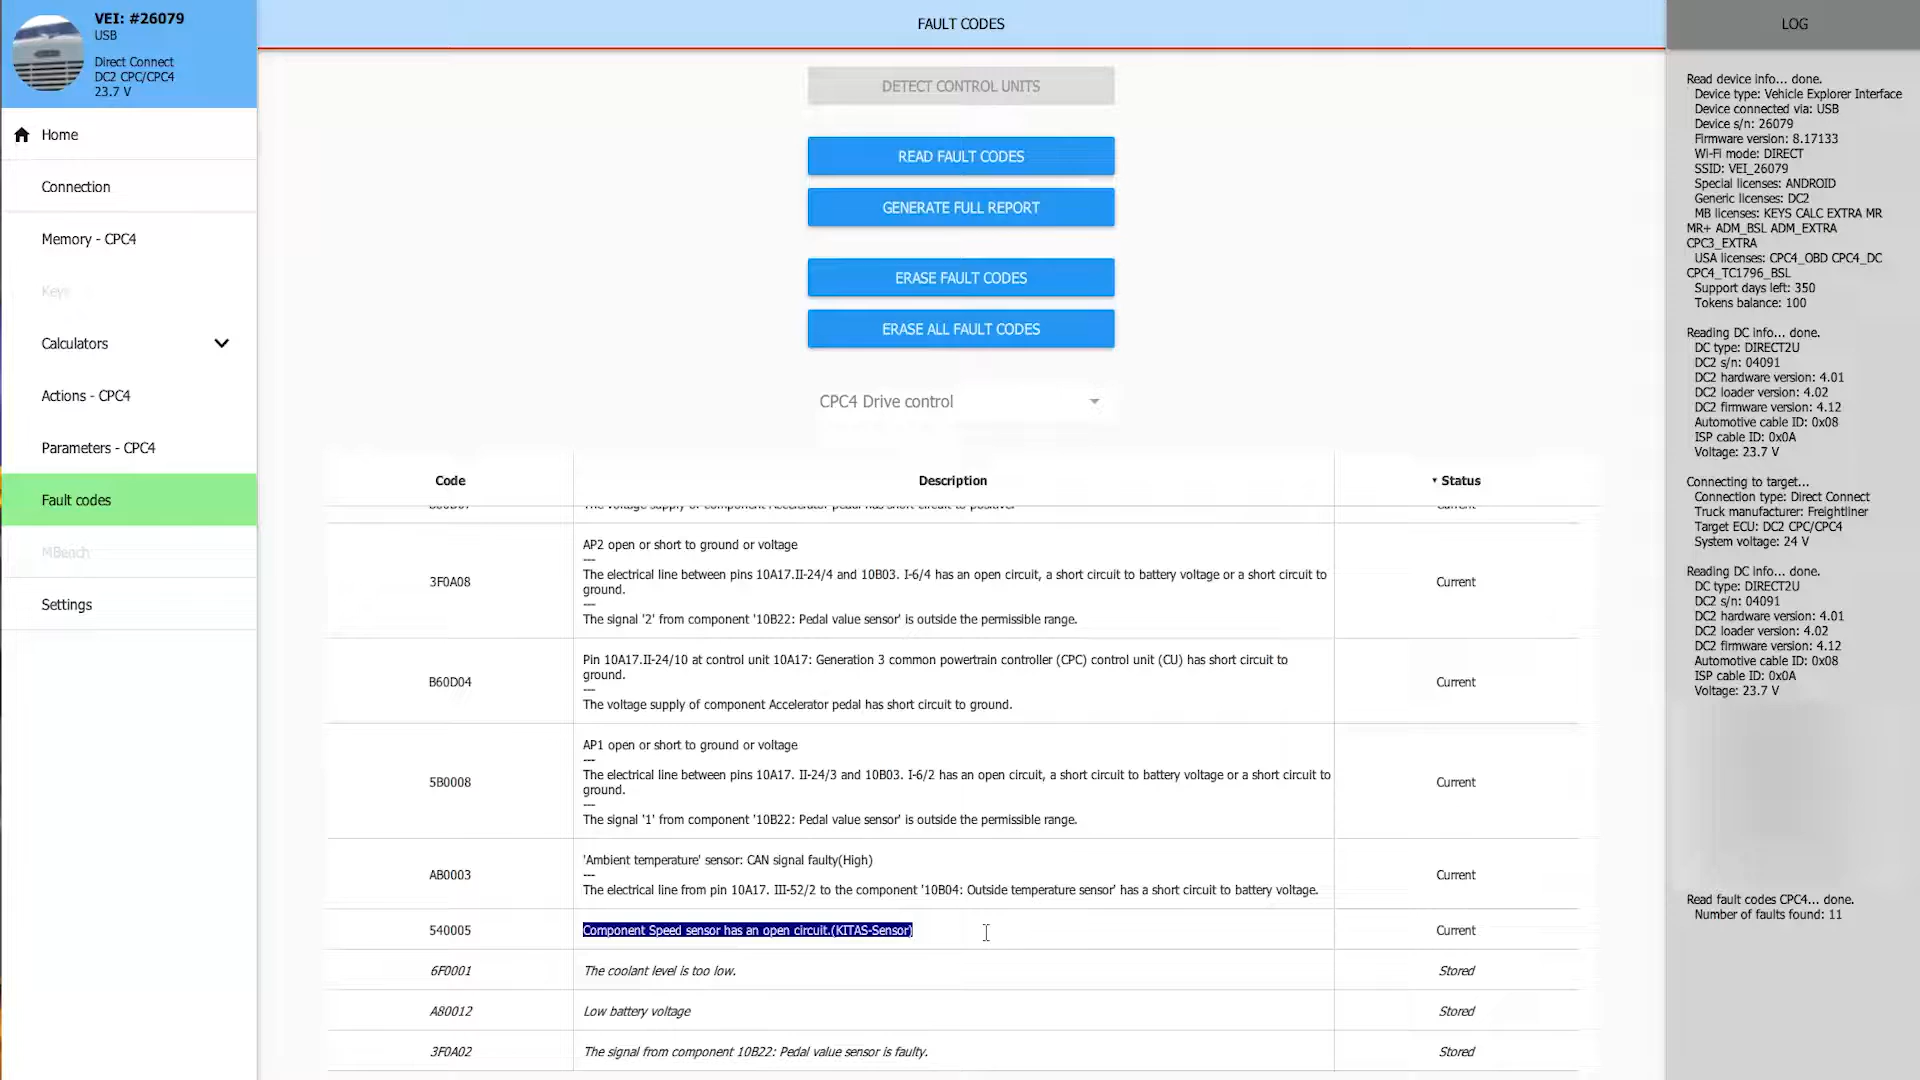 VEI: #26079
USB
Direct Connect
DC2 CPC/CPC4
23.7 V
Home
Connection
Memory - CPC4
Keys
Calculators
Actions - CPC4
Parameters - CPC4
Fault codes
MBench
Settings
FAULT CODES
DETECT CONTROL UNITS
READ FAULT CODES
GENERATE FULL REPORT
ERASE FAULT CODES
ERASE ALL FAULT CODES
CPC4 Drive control
Code Description Status
The voltage supply of component Accelerator pedal has short circuit to positive. Current
AP2 open or short to ground or voltage
---
The electrical line between pins 10A17.II-24/4 and 10B03. I-6/4 has an open circuit, a short circuit to battery voltage or a short circuit to
3F0A08 Current
ground.
---
The signal '2' from component '10B22: Pedal value sensor' is outside the permissible range.
Pin 10A17.II-24/10 at control unit 10A17: Generation 3 common powertrain controller (CPC) control unit (CU) has short circuit to
ground.
B60D04 Current
---
The voltage supply of component Accelerator pedal has short circuit to ground.
AP1 open or short to ground or voltage
---
The electrical line between pins 10A17. II-24/3 and 10B03. I-6/2 has an open circuit, a short circuit to battery voltage or a short circuit to
5B0008 Current
ground.
---
The signal '1' from component '10B22: Pedal value sensor' is outside the permissible range.
'Ambient temperature' sensor: CAN signal faulty(High)
AB0003 --- Current
The electrical line from pin 10A17. III-52/2 to the component '10B04: Outside temperature sensor' has a short circuit to battery voltage.
540005 Component Speed sensor has an open circuit.(KITAS-Sensor) Current
6F0001 The coolant level is too low. Stored
A80012 Low battery voltage Stored
3F0A02 The signal from component 10B22: Pedal value sensor is faulty. Stored
LOG
Read device info... done.
Device type: Vehicle Explorer Interface
Device connected via: USB
Device s/n: 26079
Firmware version: 8.17133
Wi-Fi mode: DIRECT
SSID: VEI_26079
Special licenses: ANDROID
Generic licenses: DC2
MB licenses: KEYS CALC EXTRA MR
MR+ ADM_BSL ADM_EXTRA
CPC3_EXTRA
USA licenses: CPC4_OBD CPC4_DC
CPC4_TC1796_BSL
Support days left: 350
Tokens balance: 100
Reading DC info... done.
DC type: DIRECT2U
DC2 s/n: 04091
DC2 hardware version: 4.01
DC2 loader version: 4.02
DC2 firmware version: 4.12
Automotive cable ID: 0x08
ISP cable ID: 0x0A
Voltage: 23.7 V
Connecting to target...
Connection type: Direct Connect
Truck manufacturer: Freightliner
Target ECU: DC2 CPC/CPC4
System voltage: 24 V
Reading DC info... done.
DC type: DIRECT2U
DC2 s/n: 04091
DC2 hardware version: 4.01
DC2 loader version: 4.02
DC2 firmware version: 4.12
Automotive cable ID: 0x08
ISP cable ID: 0x0A
Voltage: 23.7 V
Read fault codes CPC4... done.
Number of faults found: 11